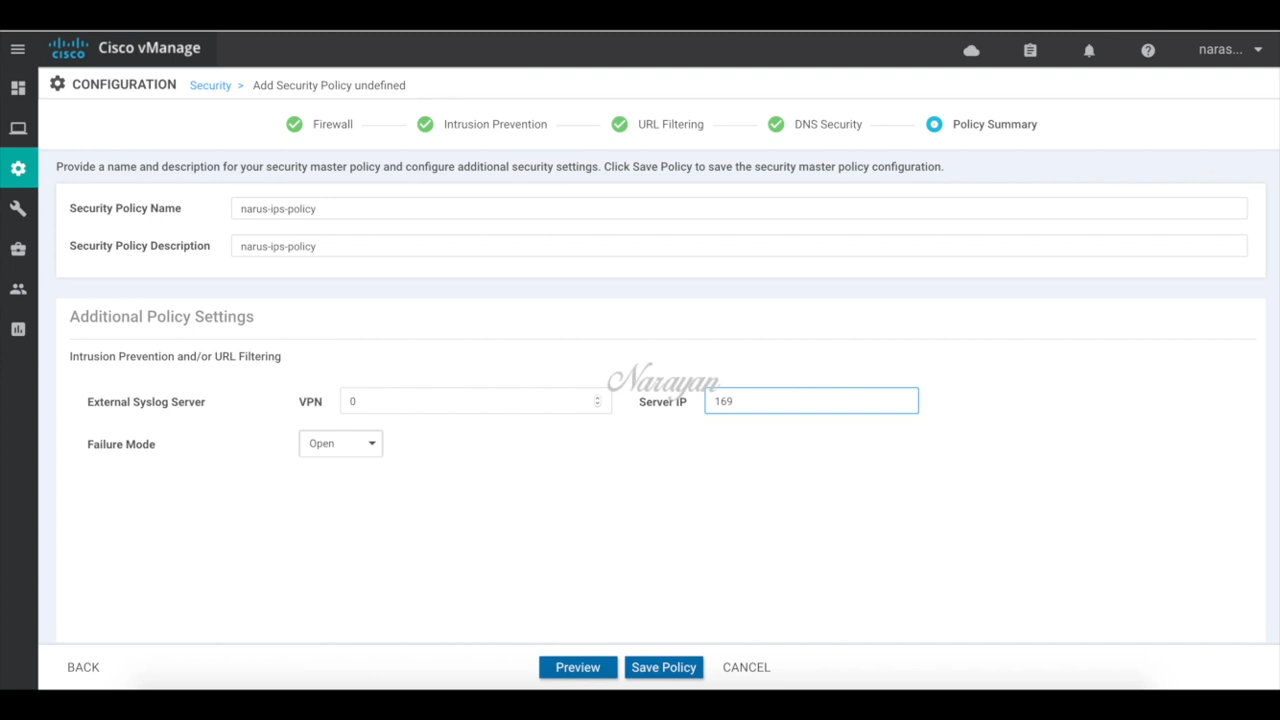 CISCO
Cisco vManage
naras...
CONFIGURATION Security > Add Security Policy undefined
Firewall Intrusion Prevention URL Filtering DNS Security Policy Summary
Provide a name and description for your security master policy and configure additional security settings. Click Save Policy to save the security master policy configuration.
Security Policy Name narus-ips-policy
Security Policy Description narus-ips-policy
Additional Policy Settings
Intrusion Prevention and/or URL Filtering
Narayan
External Syslog Server VPN 0 Server IP 169
Failure Mode Open
BACK Preview Save Policy CANCEL